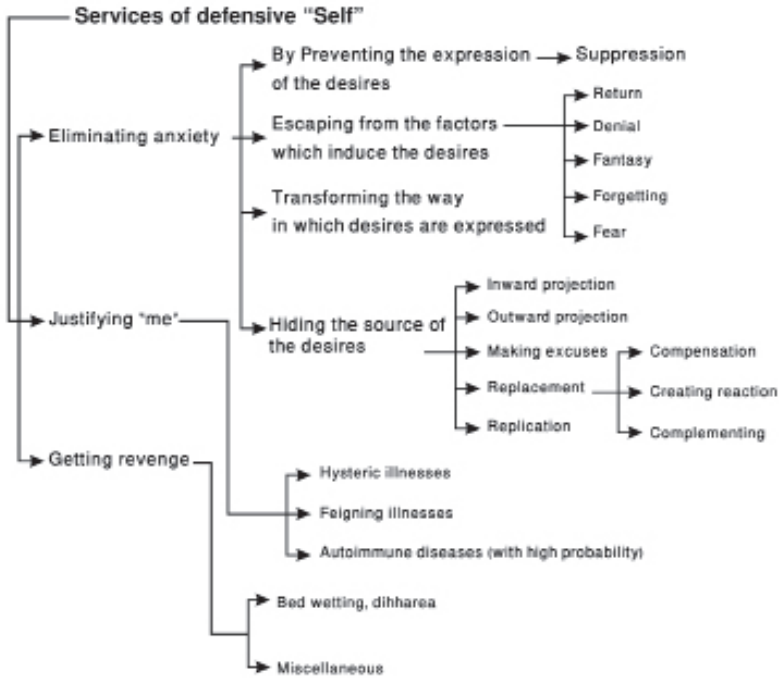 Services of defensive “Self”
By Preventing the expression
of the desires
Suppression
Eliminating anxiety
Escaping from the factors
which induce the desires
Return
Denial
Fantasy
Forgetting
Fear
Transforming the way
in which desires are expressed
Justifying "me"
Hiding the source of
the desires
Inward projection
Outward projection
Making excuses
Replacement
Replication
Compensation
Creating reaction
Complementing
Getting revenge
Hysteric illnesses
Feigning illnesses
Autoimmune diseases (with high probability)
Bed wetting, dihharea
Miscellaneous